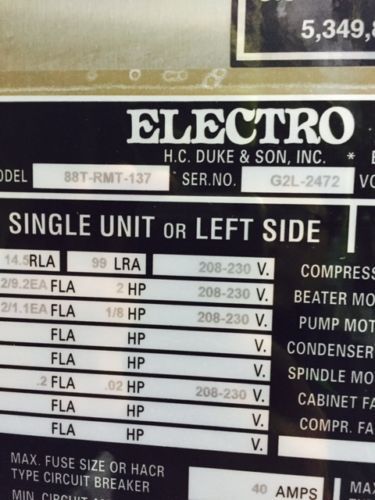 5,349,
ELECTRO
H.C. DUKE & SON, INC. *
ODEL 88T-RMT-137 SER.NO. G2L-2472 VO
SINGLE UNIT OR LEFT SIDE
14.5RLA 99 LRA 208-230 V. COMPRESS
2/9.2EA FLA 2 HP 208-230 V. BEATER MO
2/1.1EA FLA 1/8 HP 208-230 V. PUMP MOT
FLA HP V. CONDENSER
FLA HP V. SPINDLE MO
.2 FLA .02 HP 208-230 V. CABINET FA
FLA HP V. COMPR. FA
FLA HP V.
MAX. FUSE SIZE OR HACR
TYPE CIRCUIT BREAKER 40 AMPS MAX
MIN. CIRCUIT